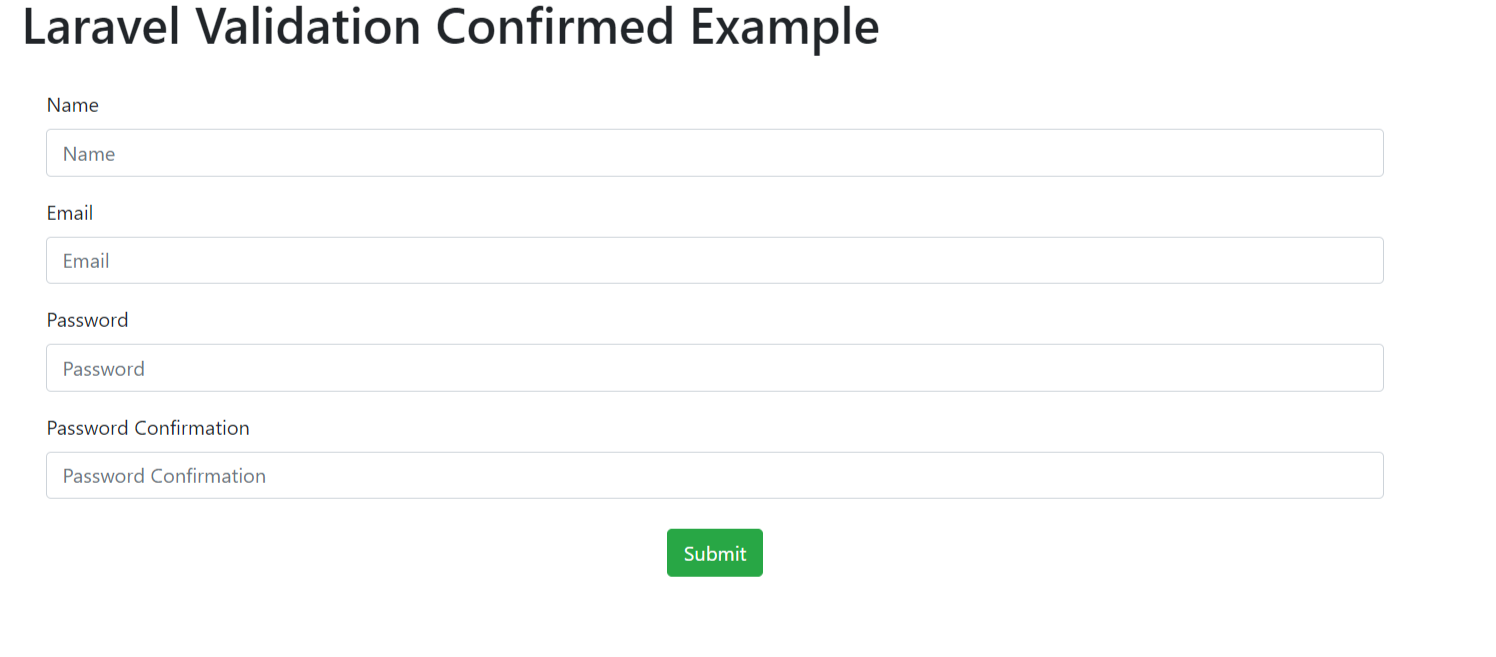 Laravel Validation Confirmed Example
Name
Name
Email
Email
Password
Password
Password Confirmation
Password Confirmation
Submit